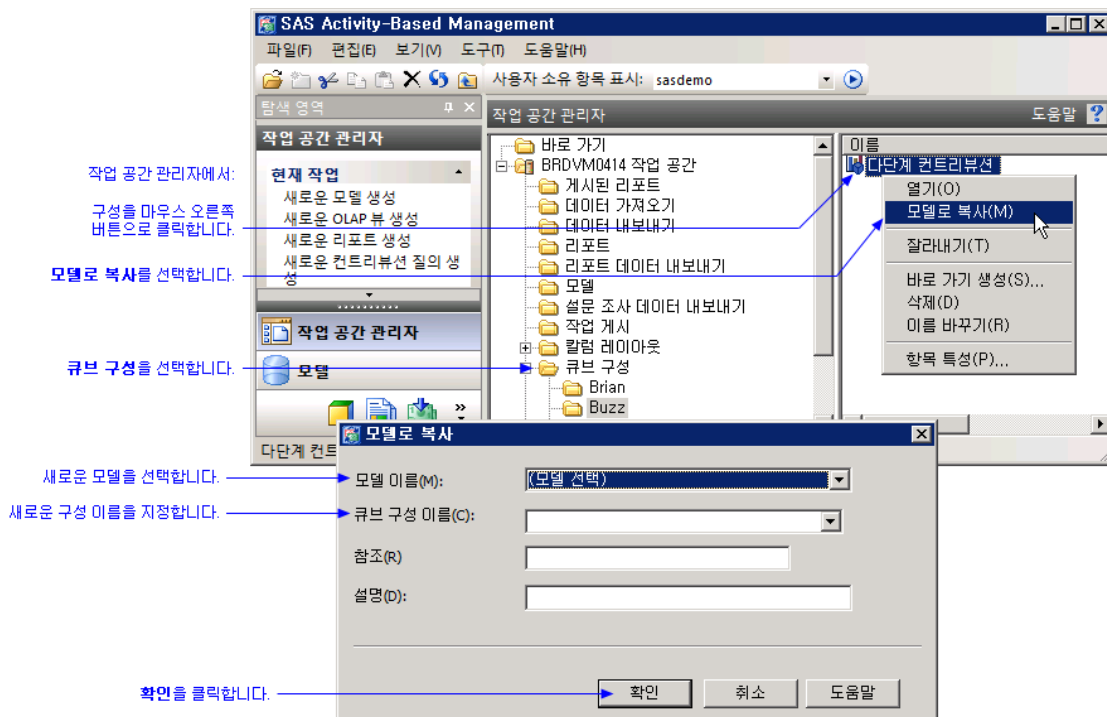 SAS Activity-Based Management
파일(F) 편집(E) 보기(V) 도구(T) 도움말(H)
사용자 소유 항목 표시: sasdemo
탐색 영역
작업 공간 관리자 도움말
작업 공간 관리자
현재 작업
새로운 모델 생성
새로운 OLAP 뷰 생성
새로운 리포트 생성
새로운 컨트리뷰션 질의 생
성
작업 공간 관리자
모델
다단계 컨트
바로 가기
BRDVM0414 작업 공간
게시된 리포트
데이터 가져오기
데이터 내보내기
리포트
리포트 데이터 내보내기
모델
설문 조사 데이터 내보내기
작업 게시
칼럼 레이아웃
큐브 구성
Brian
Buzz
이름
다단계 컨트리뷰션
열기(O)
모델로 복사(M)
잘라내기(T)
바로 가기 생성(S)...
삭제(D)
이름 바꾸기(R)
항목 특성(P)...
작업 공간 관리자에서:
구성을 마우스 오른쪽
버튼으로 클릭합니다.
모델로 복사를 선택합니다.
큐브 구성을 선택합니다.
새로운 모델을 선택합니다.
새로운 구성 이름을 지정합니다.
확인을 클릭합니다.
모델로 복사
모델 이름(M): (모델 선택)
큐브 구성 이름(C):
참조(R)
설명(D):
확인 취소 도움말